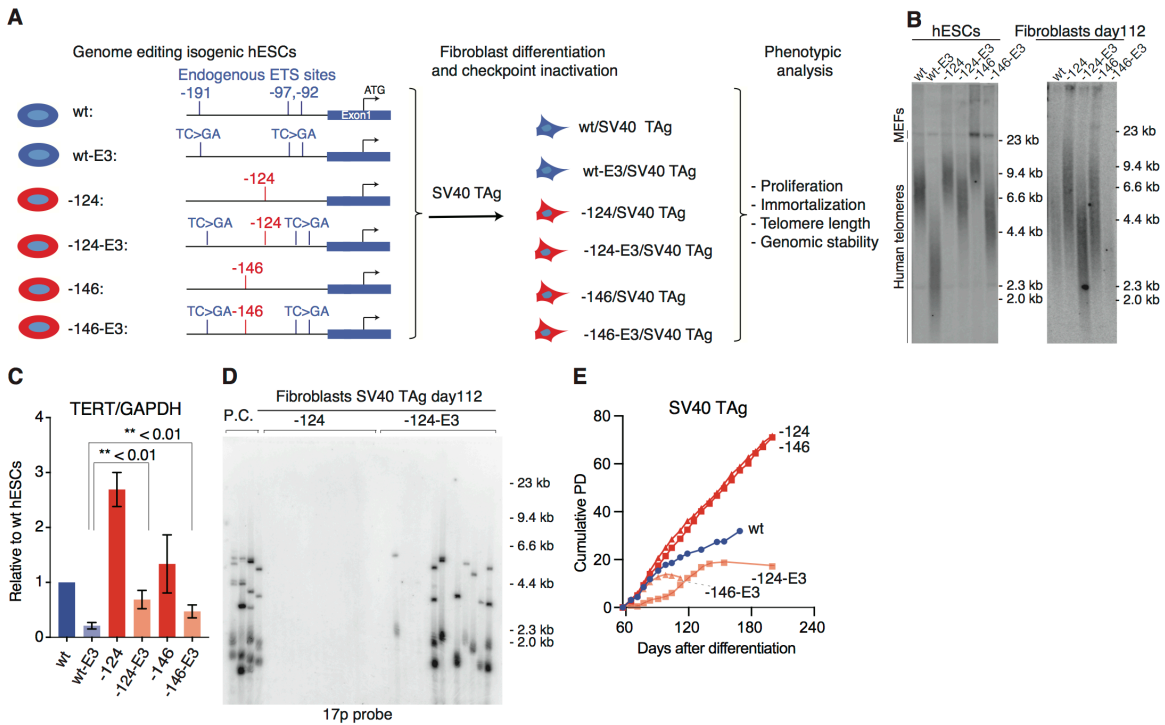 A
Genome editing isogenic hESCs
Endogenous ETS sites
-191
-97,-92
ATG
wt:
Exon1
TC>GA
TC>GA
wt-E3:
-124
-124:
TC>GA
-124
TC>GA
-124-E3:
-146
-146:
TC>GA
-146
TC>GA
-146-E3:
SV40 TAg
Fibroblast differentiation
and checkpoint inactivation
wt/SV40 TAg
wt-E3/SV40 TAg
-124/SV40 TAg
-124-E3/SV40 TAg
-146/SV40 TAg
-146-E3/SV40 TAg
Phenotypic
analysis
- Proliferation
- Immortalization
- Telomere length
- Genomic stability
B
hESCs
Fibroblasts day112
wt
wt-E3
-124
-124-E3
-146
-146-E3
wt
-124
-124-E3
-146
-146-E3
MEFs
Human telomeres
- 23 kb
- 9.4 kb
- 6.6 kb
- 4.4 kb
- 2.3 kb
- 2.0 kb
- 23 kb
- 9.4 kb
- 6.6 kb
- 4.4 kb
- 2.3 kb
- 2.0 kb
C
TERT/GAPDH
** < 0.01
** < 0.01
Relative to wt hESCs
4
3
2
1
0
wt
wt-E3
-124
-124-E3
-146
-146-E3
D
Fibroblasts SV40 TAg day112
P.C.
-124
-124-E3
- 23 kb
- 9.4 kb
- 6.6 kb
- 4.4 kb
- 2.3 kb
- 2.0 kb
17p probe
E
SV40 TAg
Cumulative PD
80
60
40
20
0
-124
-146
wt
-124-E3
-146-E3
60
120
180
240
Days after differentiation